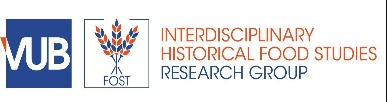 VUB
FOST
INTERDISCIPLINARY
HISTORICAL FOOD STUDIES
RESEARCH GROUP